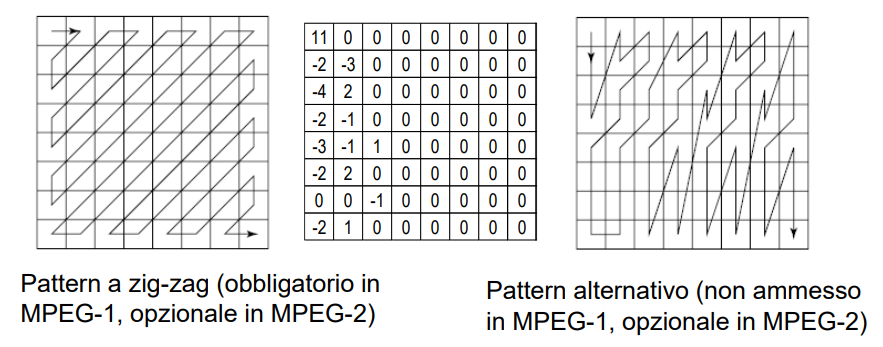 11 0 0 0 0 0 0 0
-2 -3 0 0 0 0 0 0
-4 2 0 0 0 0 0 0
-2 -1 0 0 0 0 0 0
-3 -1 1 0 0 0 0 0
-2 2 0 0 0 0 0 0
0 0 -1 0 0 0 0 0
-2 1 0 0 0 0 0 0
Pattern a zig-zag (obbligatorio in
MPEG-1, opzionale in MPEG-2)
Pattern alternativo (non ammesso
in MPEG-1, opzionale in MPEG-2)